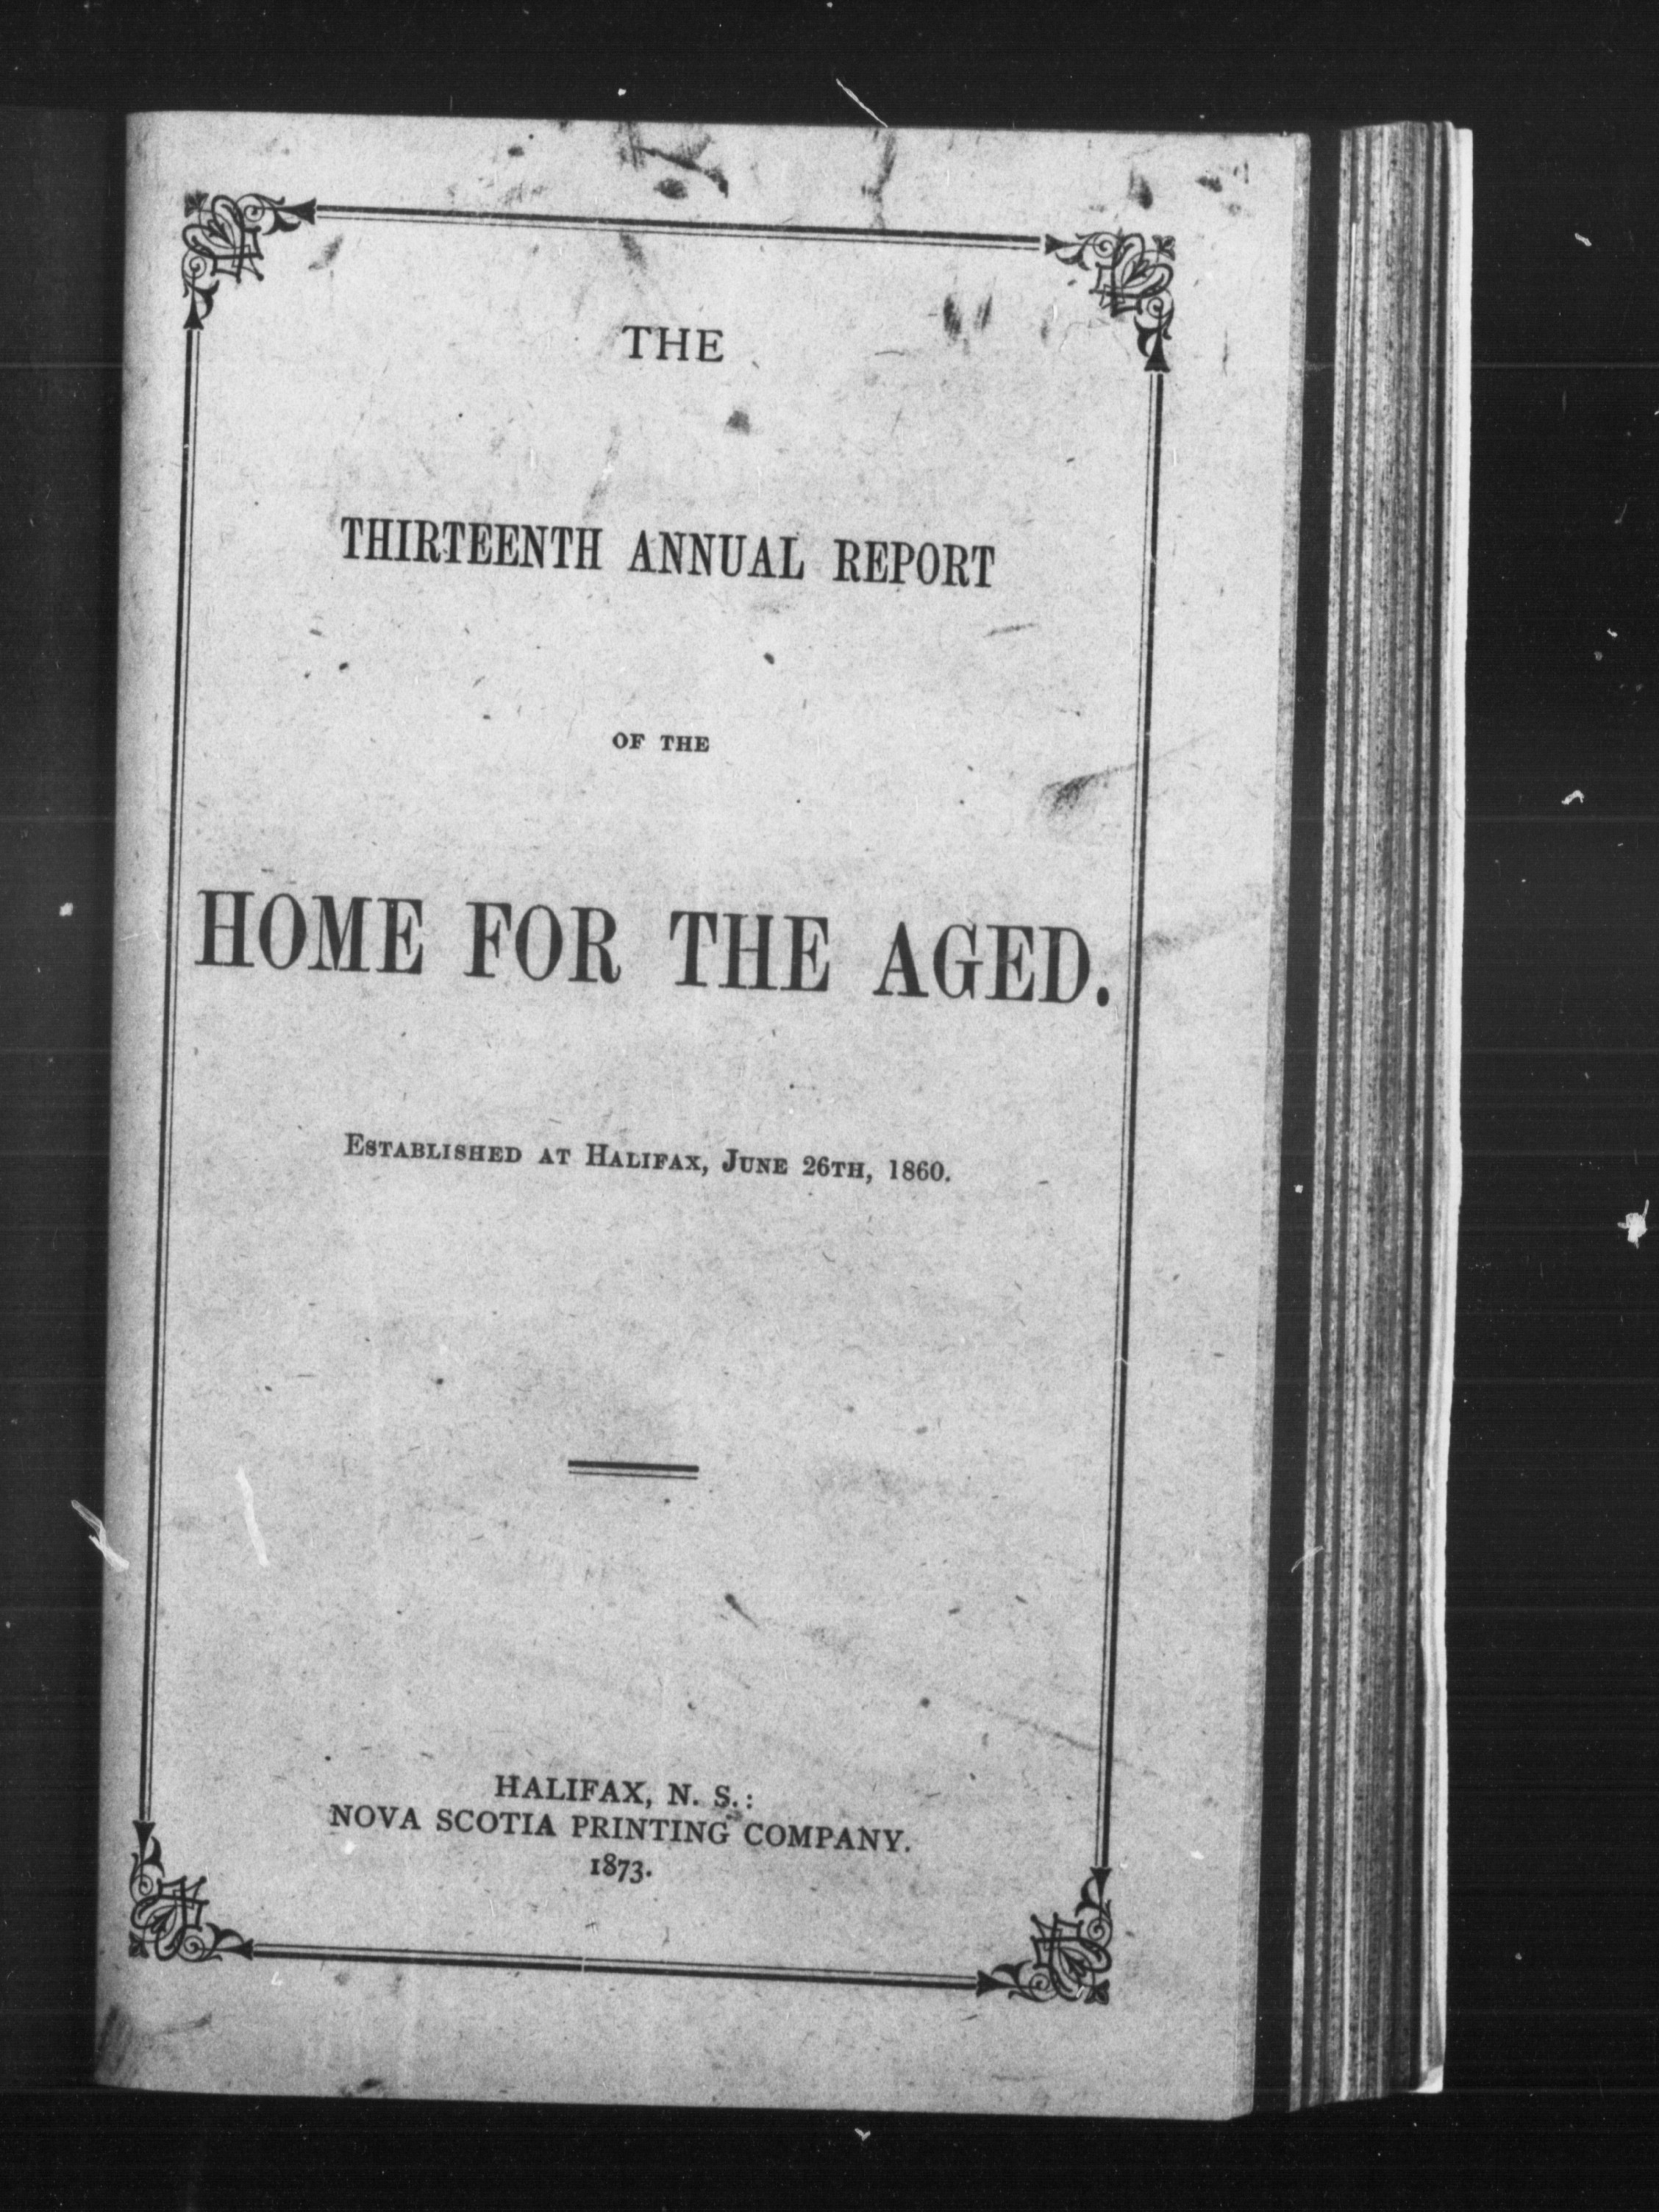 THE
THIRTEENTH ANNUAL REPORT
OF THE
HOME FOR THE AGED.
ESTABLISHED AT HALIFAX, JUNE 26TH, 1860.
HALIFAX, N. S.:
NOVA SCOTIA PRINTING COMPANY.
1873.